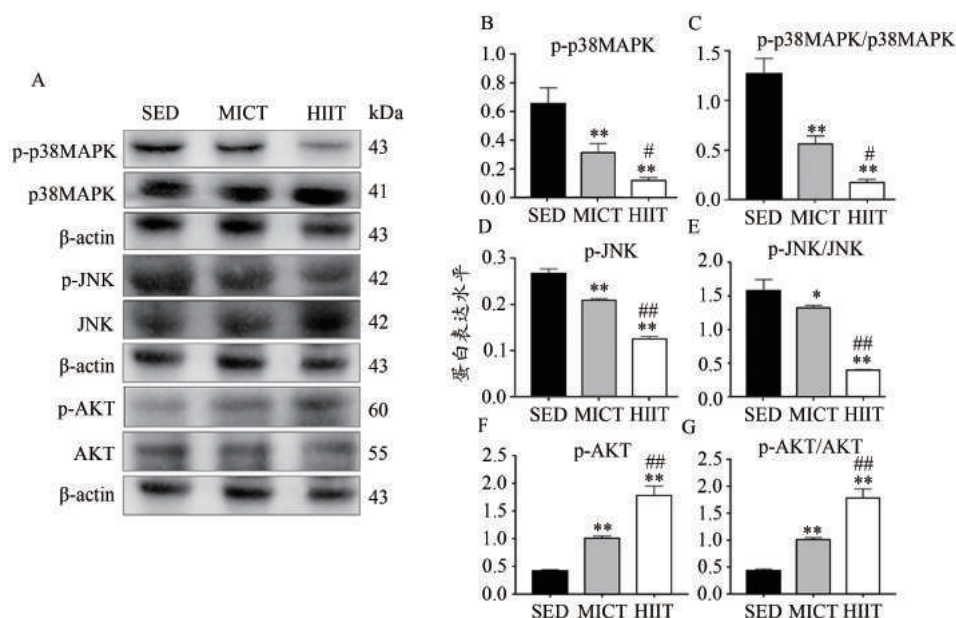 A
SED MICT HIIT kDa
p-p38MAPK 43
p38MAPK 41
β-actin 43
p-JNK 42
JNK 42
β-actin 43
p-AKT 60
AKT 55
β-actin 43
B
p-p38MAPK
1.0
0.8
0.6
0.4
0.2
0.0
**
#
**
SED MICT HIIT
C
p-p38MAPK/p38MAPK
1.5
1.0
0.5
0.0
**
#
**
SED MICT HIIT
蛋白表达水平
D
p-JNK
0.3
0.2
0.1
0.0
**
##
**
SED MICT HIIT
E
p-JNK/JNK
2.0
1.5
1.0
0.5
0.0
*
##
**
SED MICT HIIT
F
p-AKT
2.5
2.0
1.5
1.0
0.5
0.0
**
##
**
SED MICT HIIT
G
p-AKT/AKT
2.5
2.0
1.5
1.0
0.5
0.0
**
##
**
SED MICT HIIT